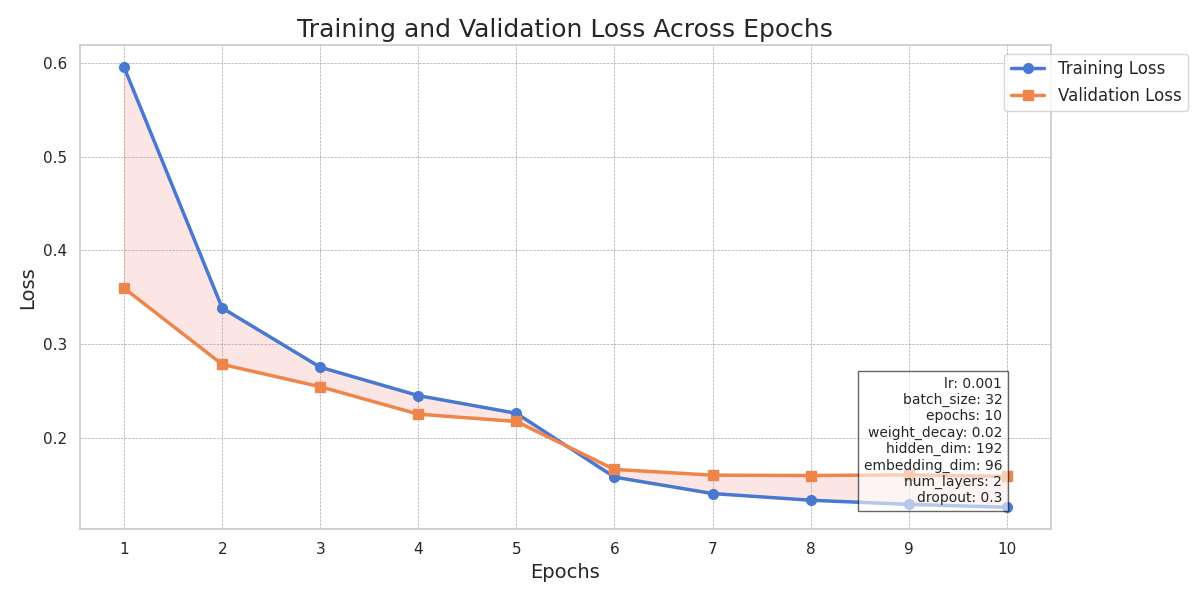 Training and Validation Loss Across Epochs
Training Loss
Validation Loss
Loss
0.6
0.5
0.4
0.3
0.2
lr: 0.001
batch_size: 32
epochs: 10
weight_decay: 0.02
hidden_dim: 192
embedding_dim: 96
num_layers: 2
dropout: 0.3
1 2 3 4 5 6 7 8 9 10
Epochs